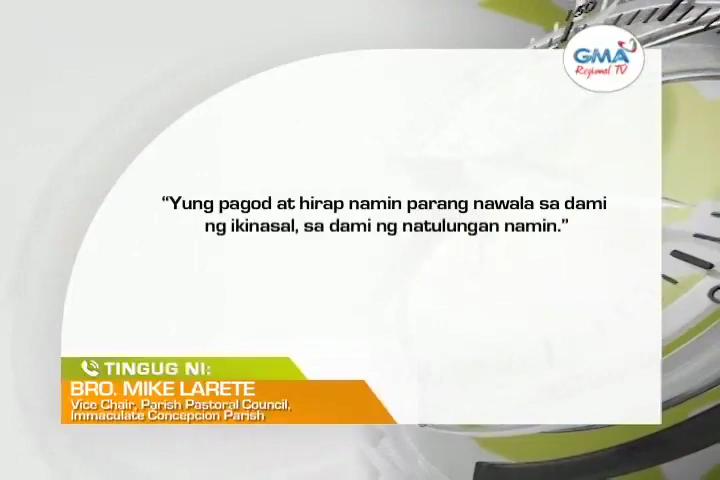 150
GMA
Regional TV
“Yung pagod at hirap namin parang nawala sa dami
ng ikinasal, sa dami ng natulungan namin.”
TINGUG NI:
BRO. MIKE LARETE
Vice Chair, Parish Pastoral Council,
Immaculate Concepcion Parish